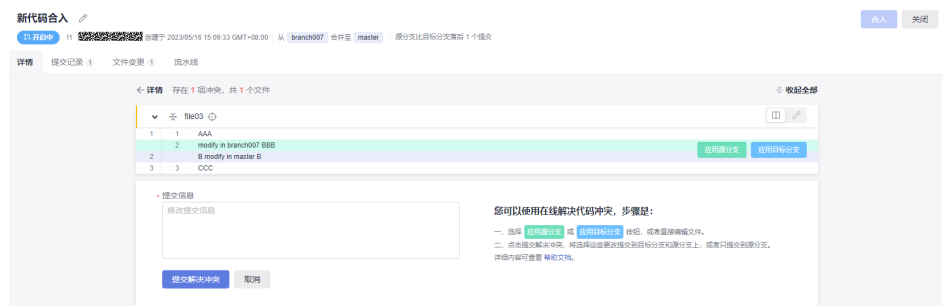 新代码合入
合入 关闭
开启中 !1 创建于 2023/05/16 15:09:33 GMT+08:00 从 branch007 合并至 master 源分支比目标分支落后 1 个提交
详情 提交记录 1 文件变更 1 流水线
详情 存在 1 项冲突，共 1 个文件 收起全部
file03
1 1 AAA
2 modify in branch007 BBB
应用源分支 应用目标分支
2 B modify in master B
3 3 CCC
* 提交信息
修改提交信息
您可以使用在线解决代码冲突，步骤是：
一、选择 应用源分支 或 应用目标分支 按钮，或者直接编辑文件。
二、点击提交解决冲突，将选择这些更改提交到目标分支和源分支上，或者只提交到源分支。
详细内容可查看 帮助文档。
提交解决冲突 取消